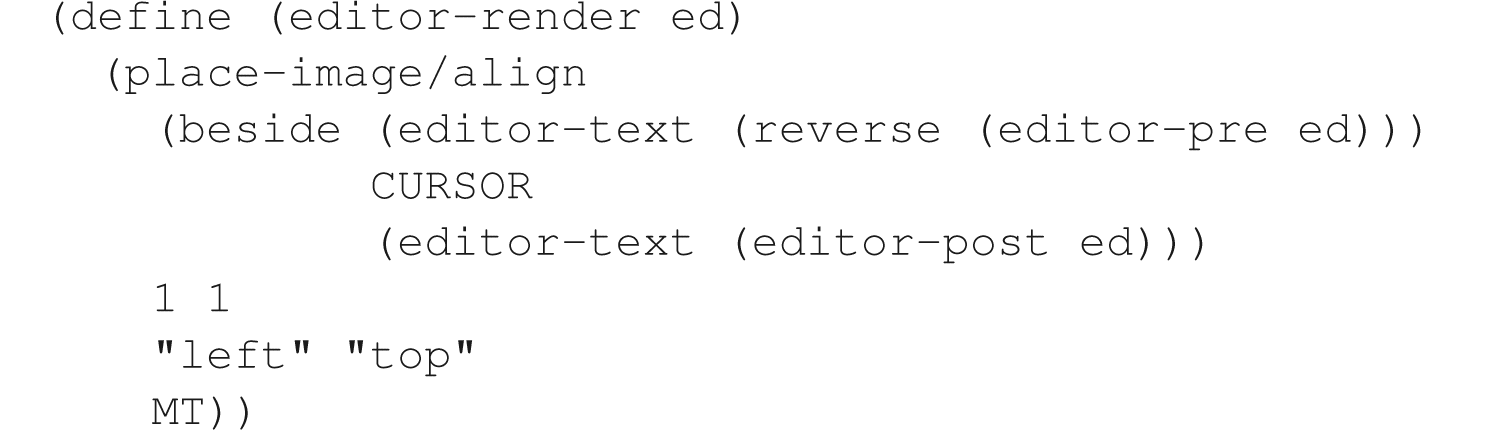 (define (editor-render ed)
  (place-image/align
    (beside (editor-text (reverse (editor-pre ed)))
            CURSOR
            (editor-text (editor-post ed)))
    1 1
    "left" "top"
    MT))